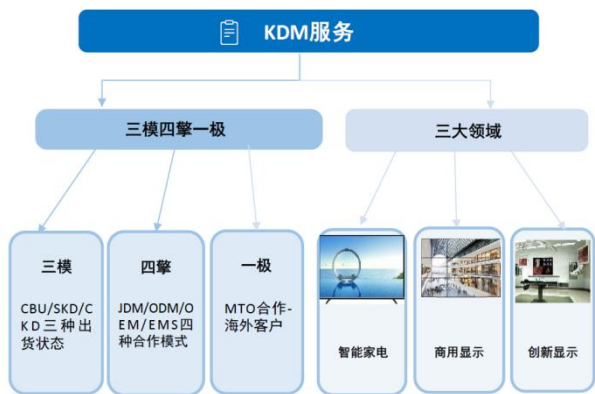 KDM服务
三模四擎一极
三大领域
三模
CBU/SKD/C
KD三种出
货状态
四擎
JDM/ODM/O
EM/EMS四
种合作模式
一极
MTO合作-
海外客户
智能家电
商用显示
创新显示